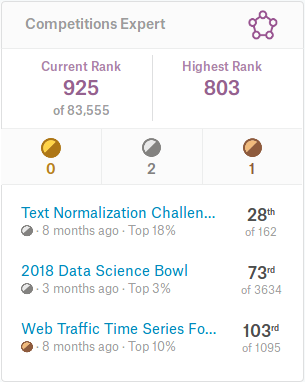 Competitions Expert
Current Rank
Highest Rank
925
803
of 83,555
0
2
1
Text Normalization Challen...
28th
· 8 months ago · Top 18%
of 162
2018 Data Science Bowl
73rd
· 3 months ago · Top 3%
of 3634
Web Traffic Time Series Fo...
103rd
· 8 months ago · Top 10%
of 1095